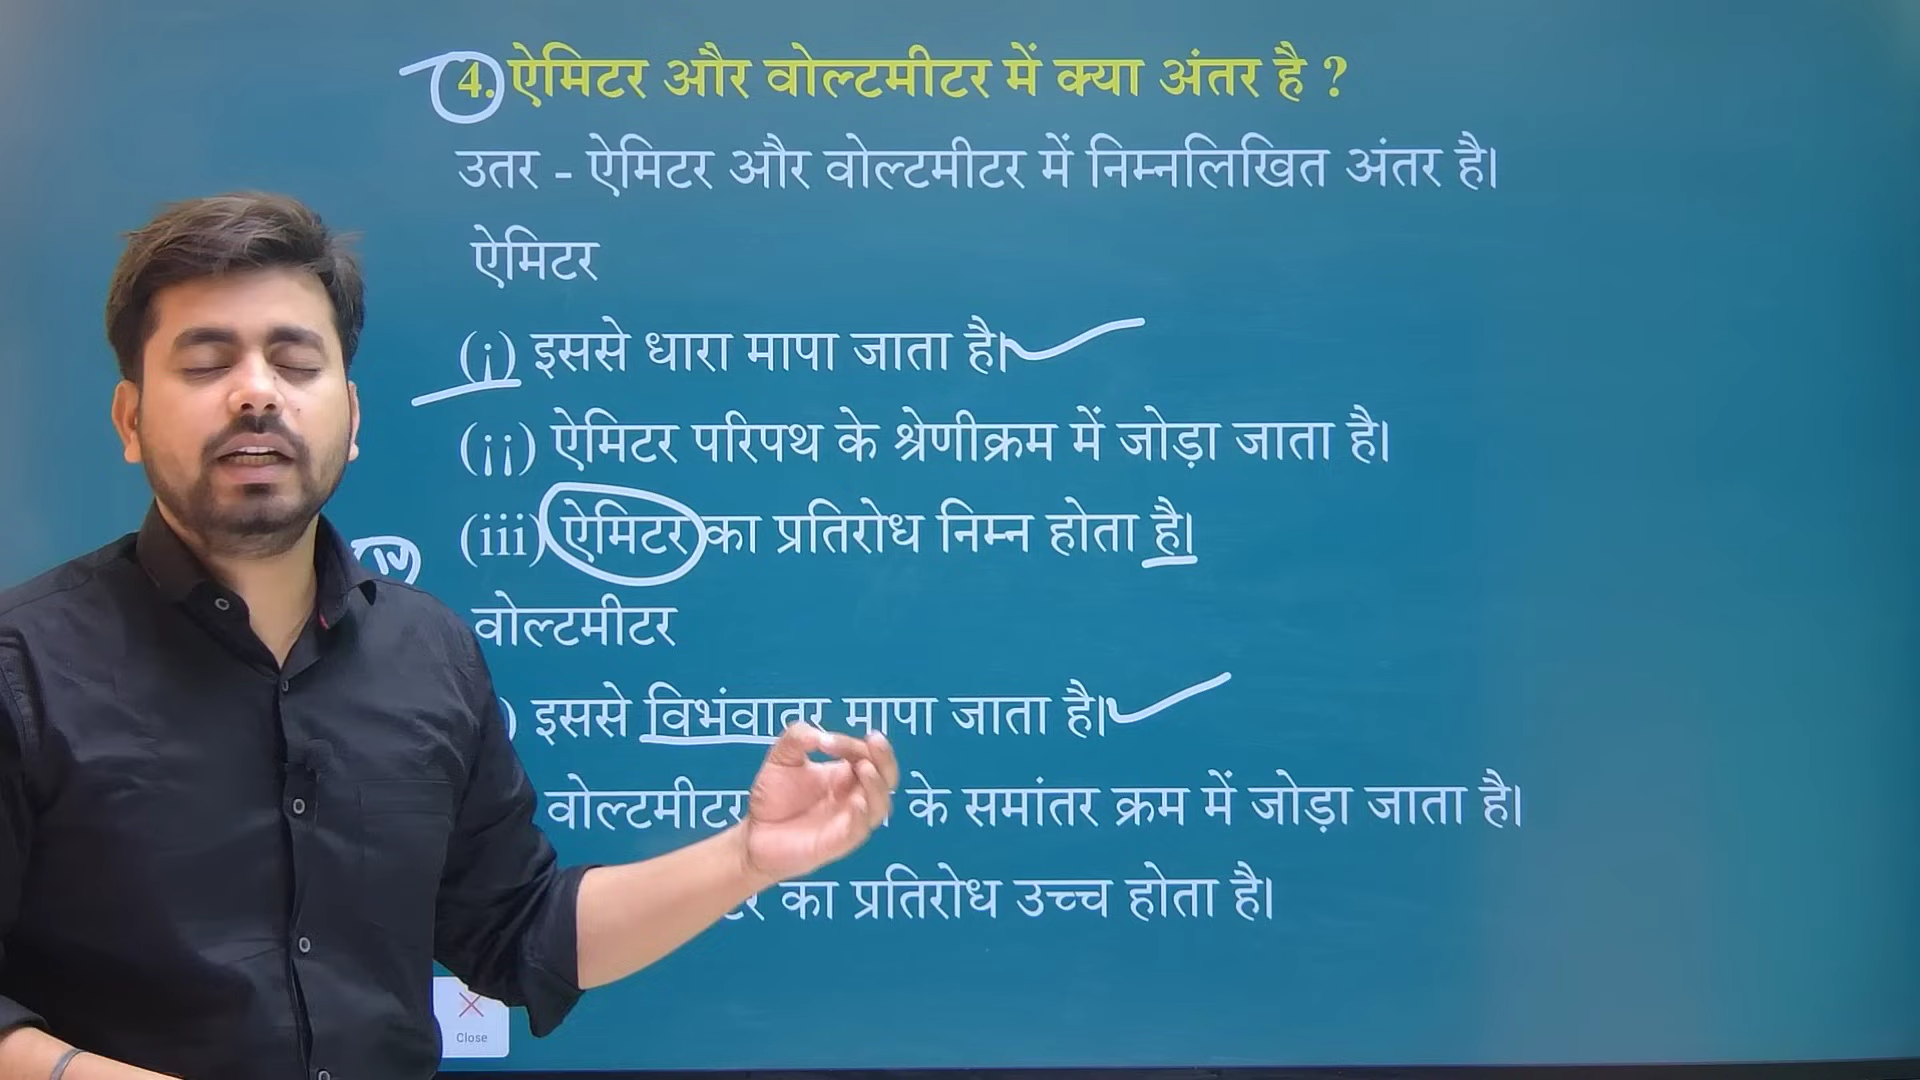 4. ऐमिटर और वोल्टमीटर में क्या अंतर है ?
उतर - ऐमिटर और वोल्टमीटर में निम्नलिखित अंतर है।
ऐमिटर
(i) इससे धारा मापा जाता है।
(ii) ऐमिटर परिपथ के श्रेणीक्रम में जोड़ा जाता है।
(iii) ऐमिटर का प्रतिरोध निम्न होता है।
वोल्टमीटर
) इससे विभंवातर मापा जाता है।
वोल्टमीटर के समांतर क्रम में जोड़ा जाता है।
का प्रतिरोध उच्च होता है।
Close